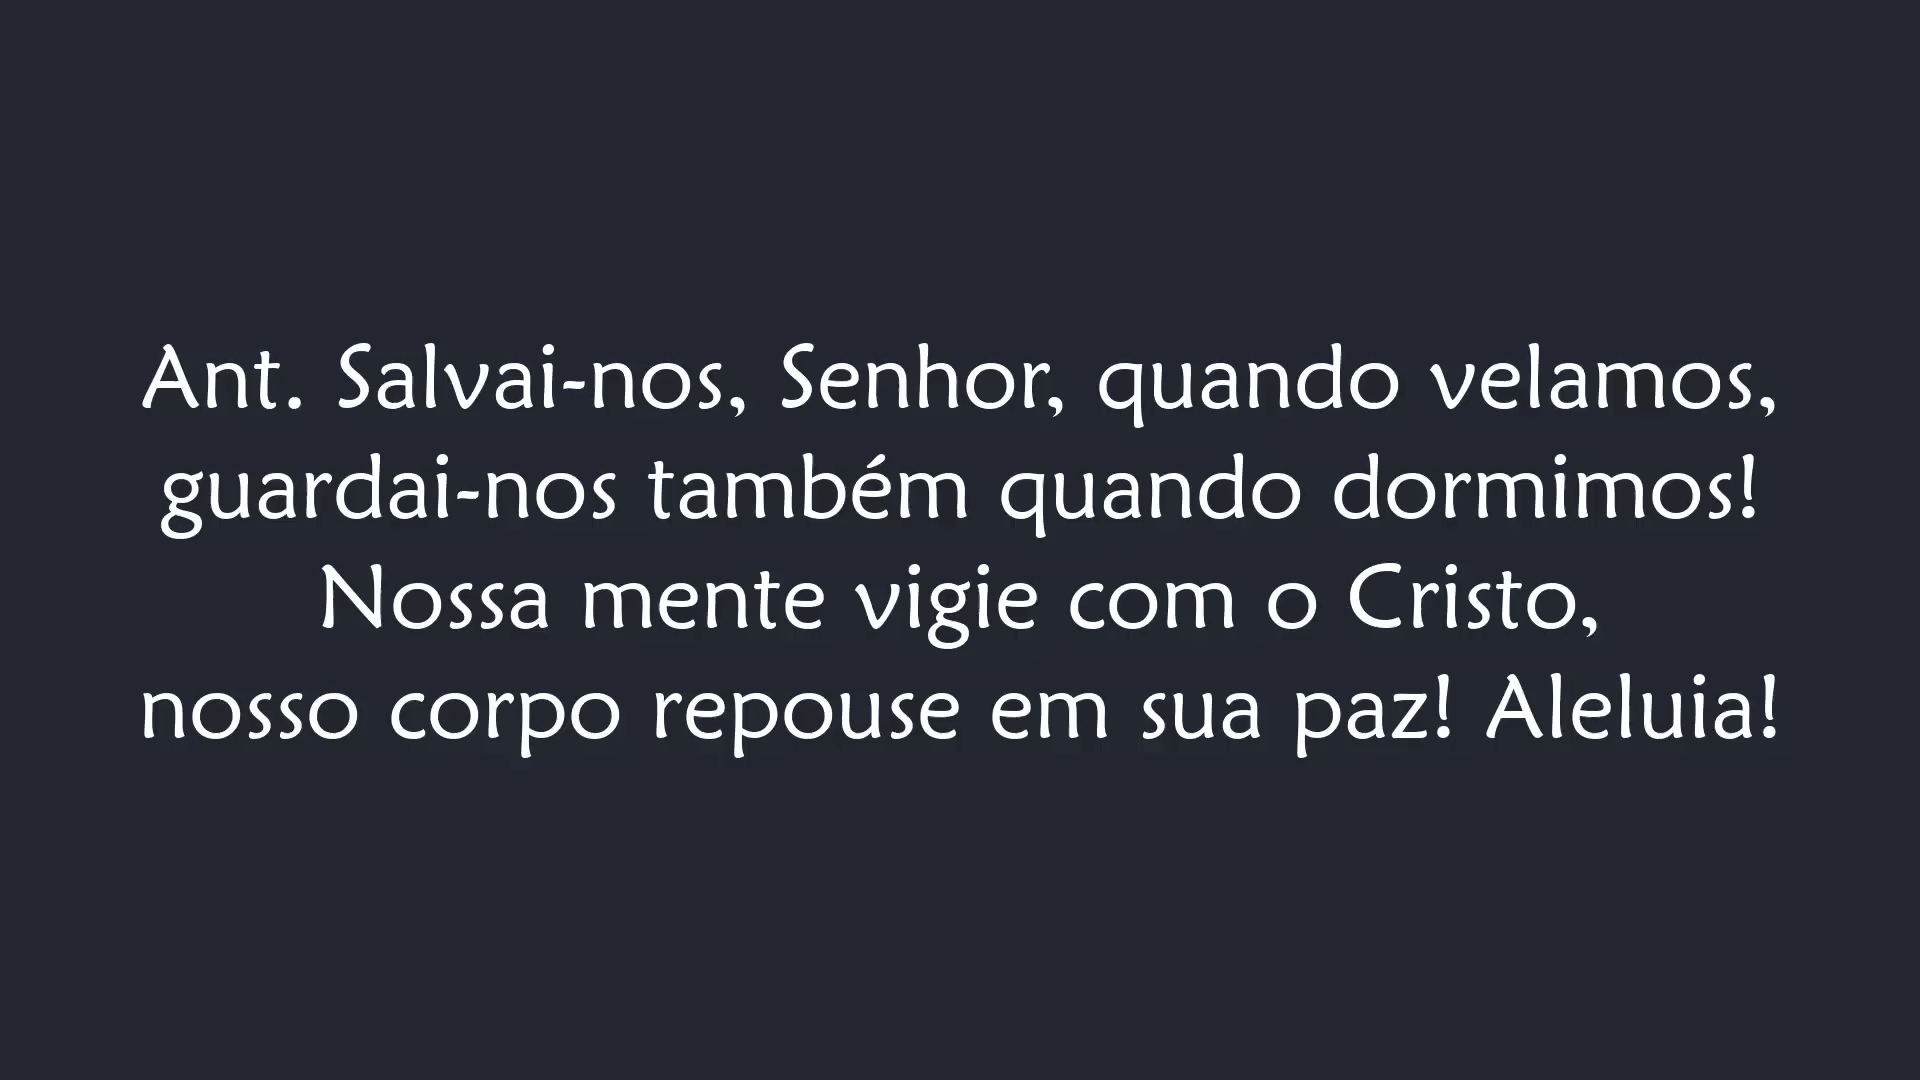 Ant. Salvai-nos, Senhor, quando velamos,
guardai-nos também quando dormimos!
Nossa mente vigie com o Cristo,
nosso corpo repouse em sua paz! Aleluia!